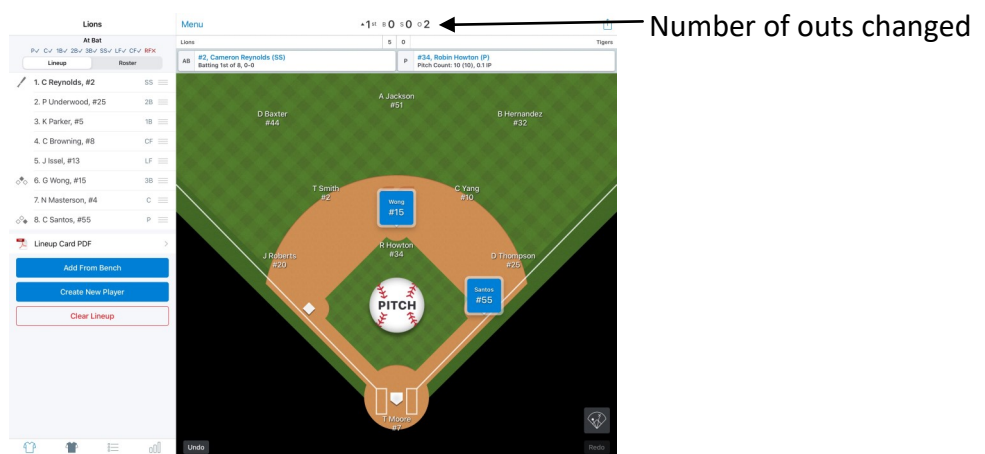 Number of outs changed
Lions
At Bat
P✓ C✓ 1B✓ 2B✓ 3B✓ SS✓ LF✓ CF✓ RF×
Lineup Roster
1. C Reynolds, #2 SS
2. P Underwood, #25 2B
3. K Parker, #5 1B
4. C Browning, #8 CF
5. J Issel, #13 LF
6. G Wong, #15 3B
7. N Masterson, #4 C
8. C Santos, #55 P
Lineup Card PDF
Add From Bench
Create New Player
Clear Lineup
Menu
1st B 0 S 0 O 2
Lions 5 0 Tigers
AB #2, Cameron Reynolds (SS)
Batting 1st of 8, 0-0
P #34, Robin Howton (P)
Pitch Count: 10 (10), 0.1 IP
A Jackson
#51
D Baxter
#44
B Hernandez
#32
T Smith
#2
Wong
#15
C Yang
#10
J Roberts
#20
R Howton
#34
D Thompson
#25
PITCH
Santos
#55
T Moore
#7
Undo
Redo